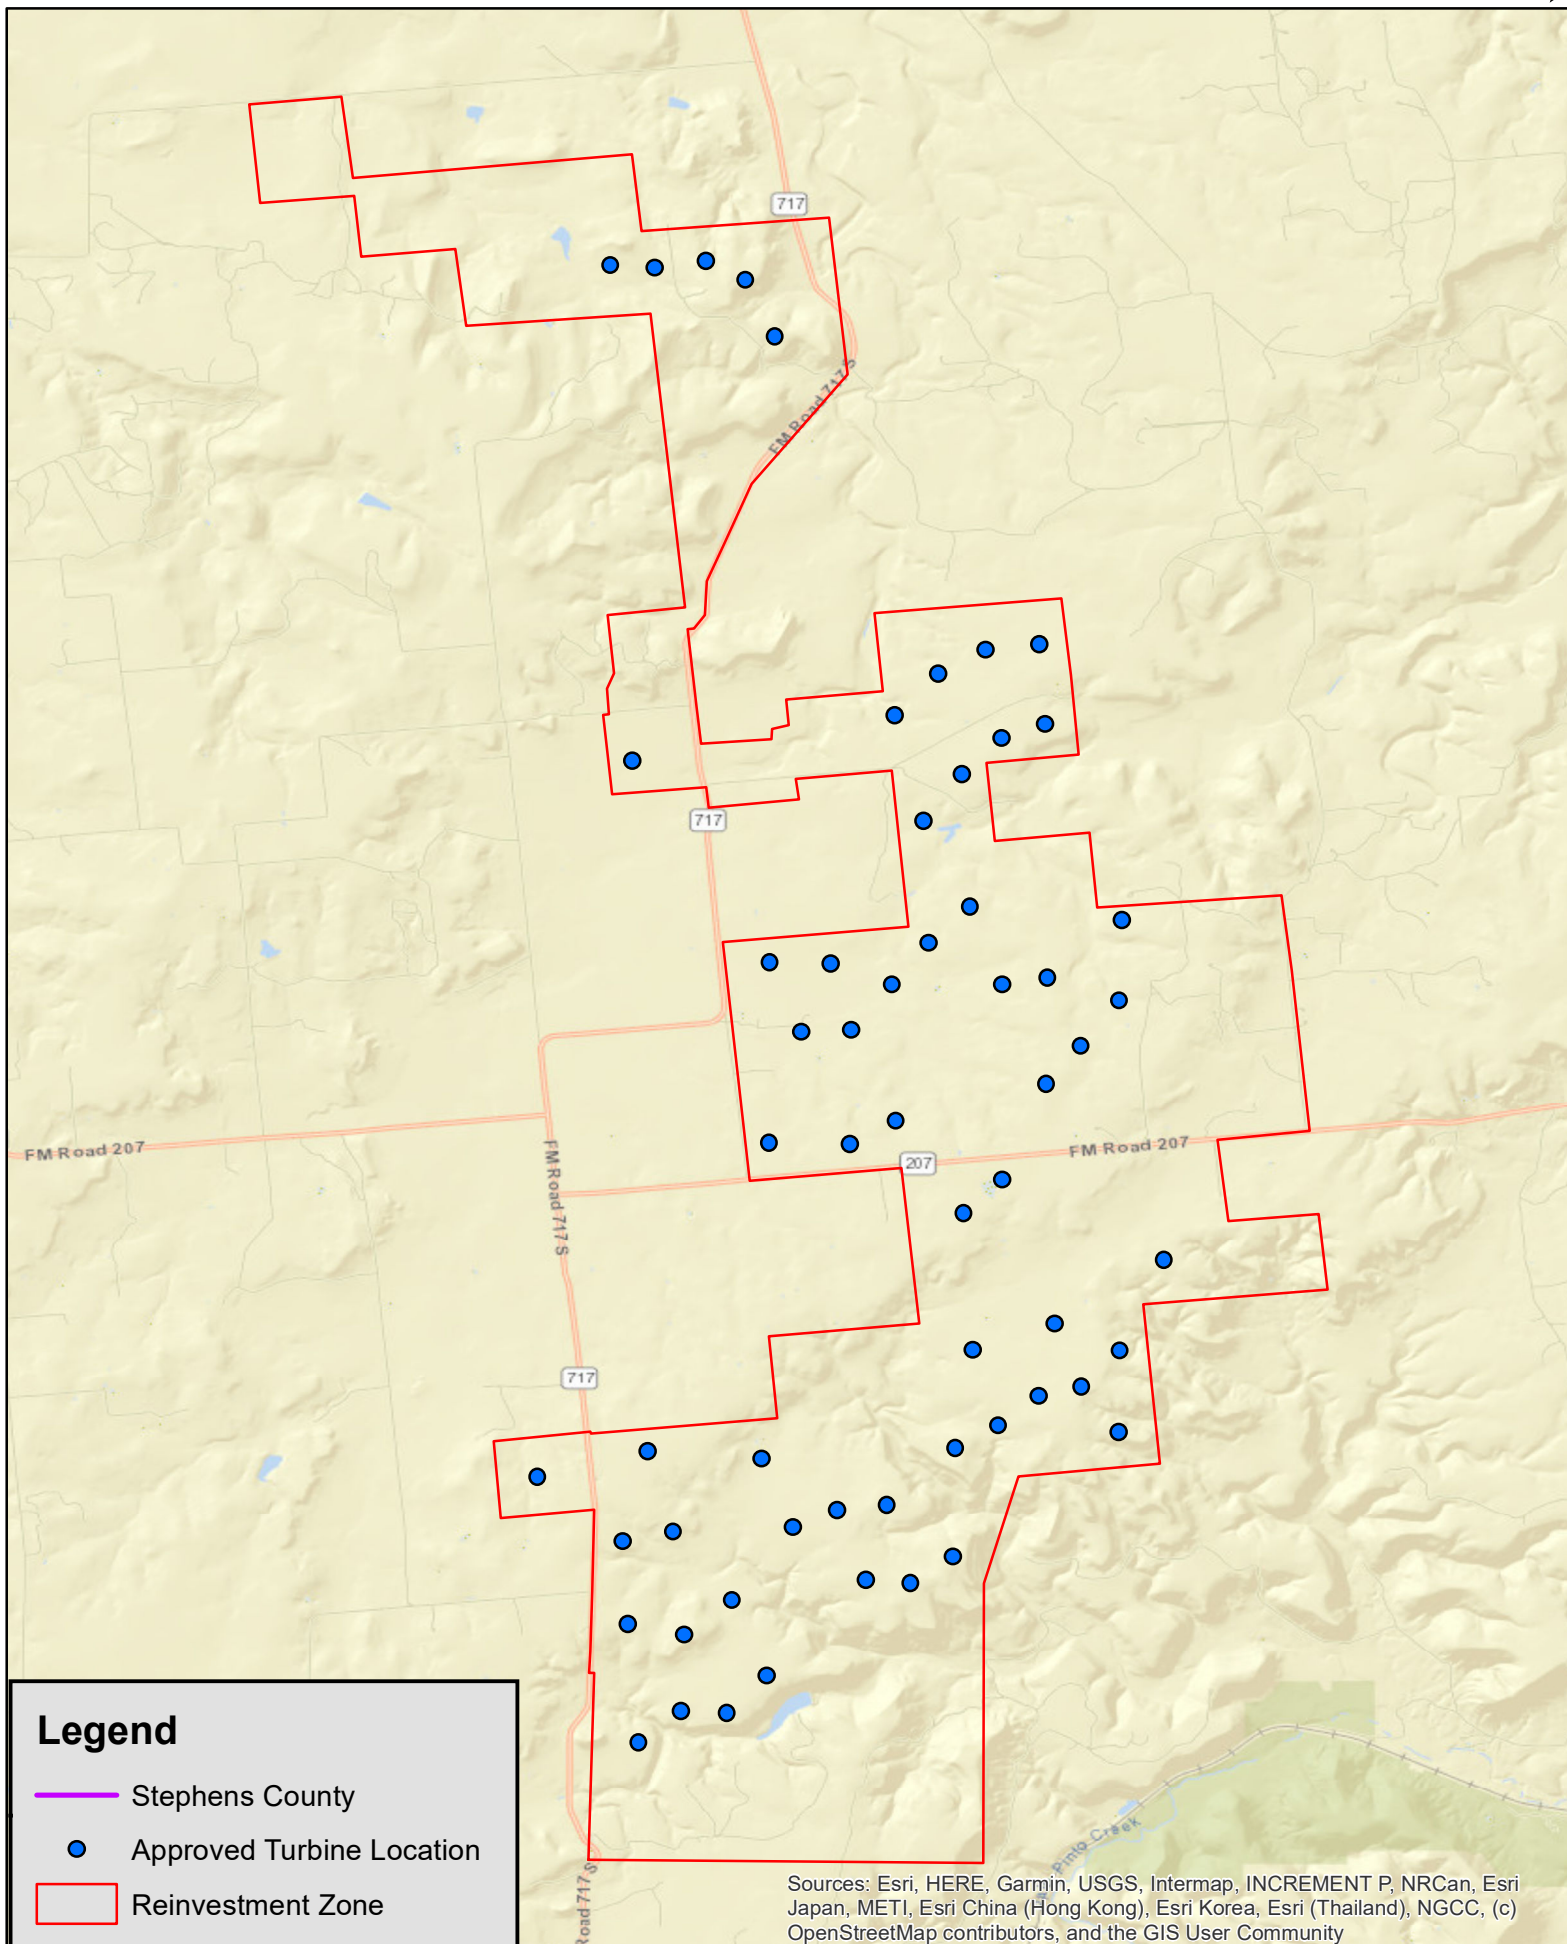 717
FM Road 717 S
717
FM Road 207
FM Road 717 S
207
FM Road 207
717
Legend
Stephens County
Approved Turbine Location
Reinvestment Zone
Road 717 S
Pinto Creek
Sources: Esri, HERE, Garmin, USGS, Intermap, INCREMENT P, NRCan, Esri
Japan, METI, Esri China (Hong Kong), Esri Korea, Esri (Thailand), NGCC, (c)
OpenStreetMap contributors, and the GIS User Community